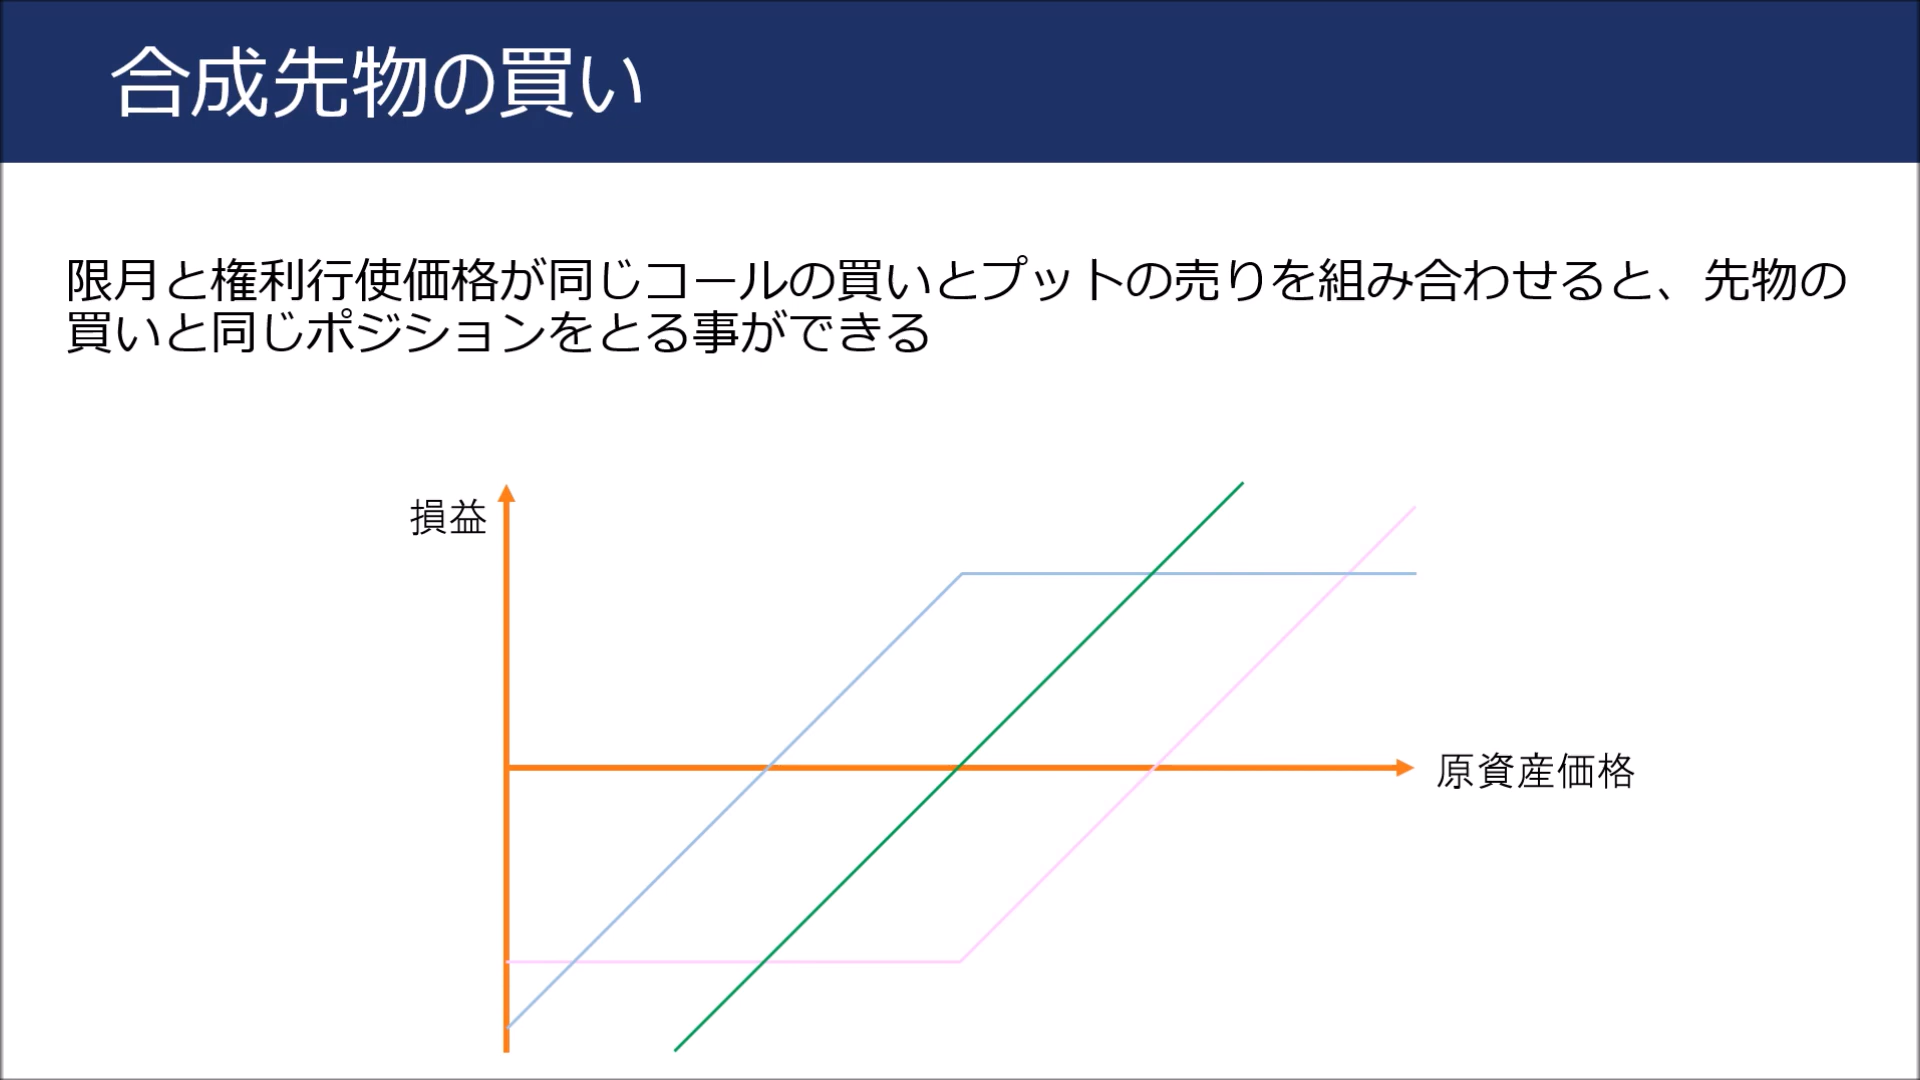 合成先物の買い
限月と権利行使価格が同じコールの買いとプットの売りを組み合わせると、先物の
買いと同じポジションをとる事ができる
損益
原資産価格